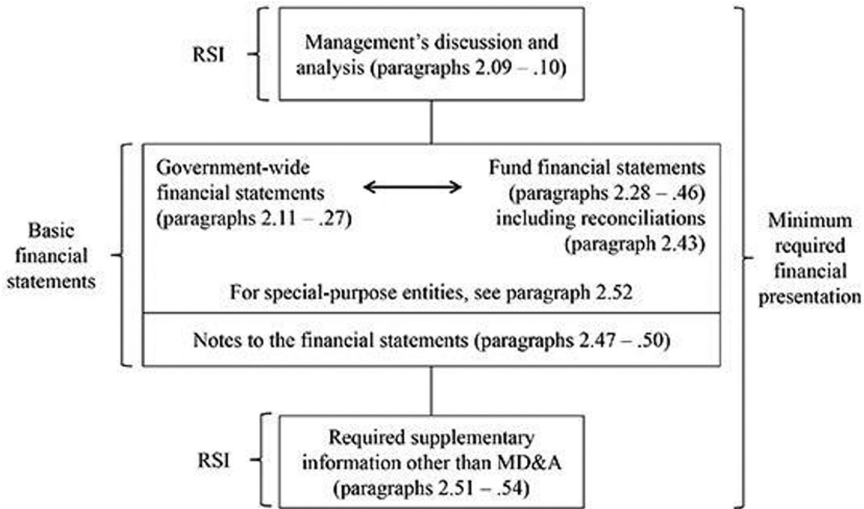 RSI
Management's discussion and
analysis (paragraphs 2.09 – .10)
Basic
financial
statements
Government-wide
financial statements
(paragraphs 2.11 – .27)
Fund financial statements
(paragraphs 2.28 – .46)
including reconciliations
(paragraph 2.43)
For special-purpose entities, see paragraph 2.52
Notes to the financial statements (paragraphs 2.47 – .50)
Minimum
required
financial
presentation
RSI
Required supplementary
information other than MD&A
(paragraphs 2.51 – .54)